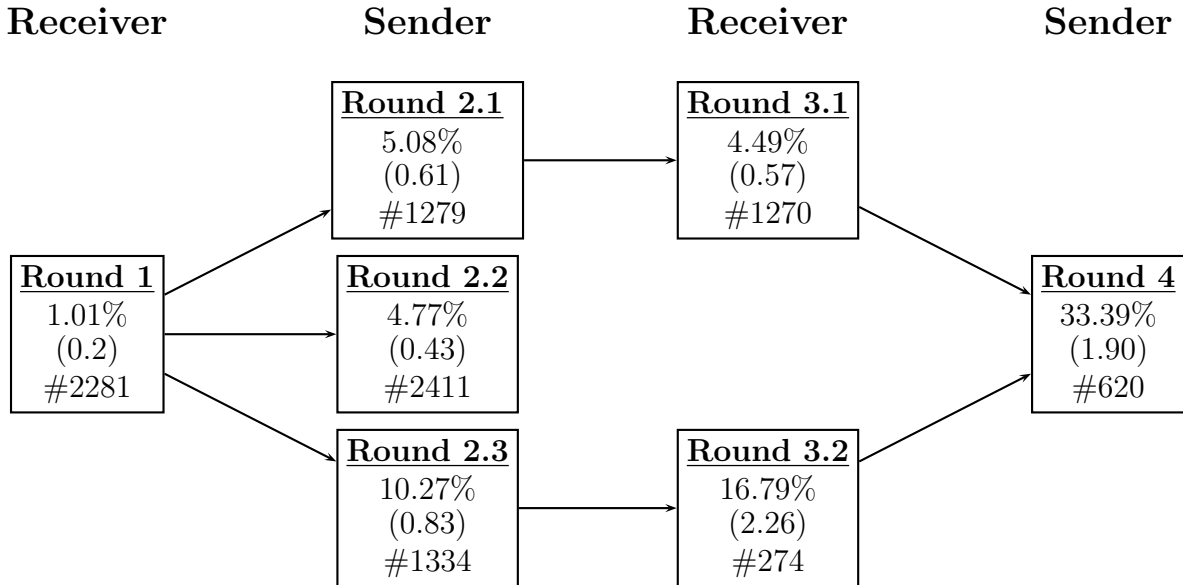 Receiver
Sender
Receiver
Sender
Round 1
1.01%
(0.2)
#2281
Round 2.1
5.08%
(0.61)
#1279
Round 2.2
4.77%
(0.43)
#2411
Round 2.3
10.27%
(0.83)
#1334
Round 3.1
4.49%
(0.57)
#1270
Round 3.2
16.79%
(2.26)
#274
Round 4
33.39%
(1.90)
#620